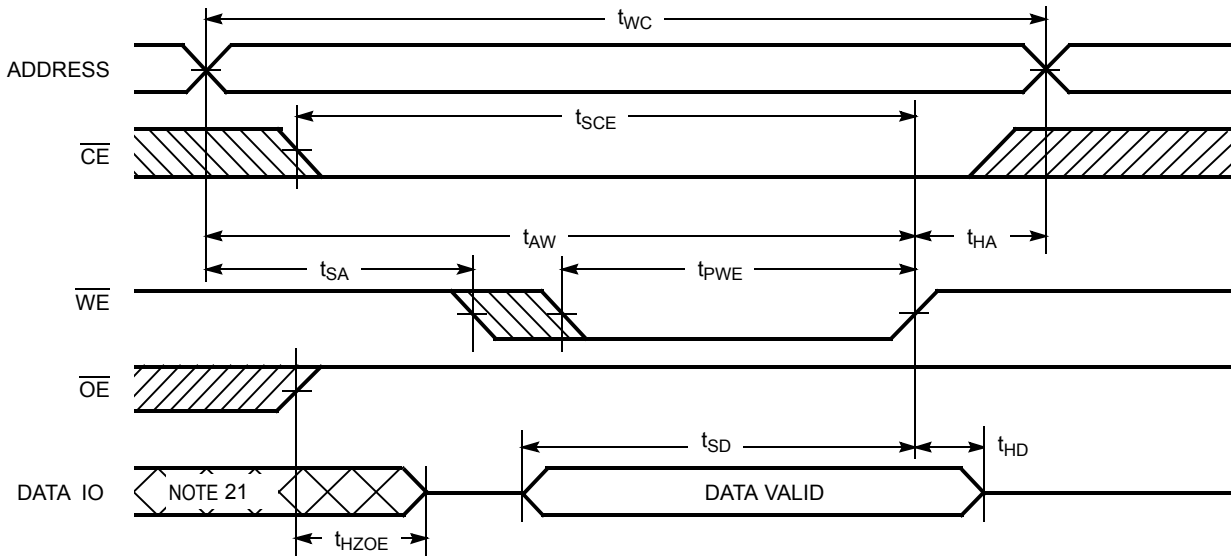 tWC
ADDRESS
tSCE
CE
tAW
tHA
tSA
tPWE
WE
OE
tSD
tHD
DATA IO
NOTE 21
DATA VALID
tHZOE